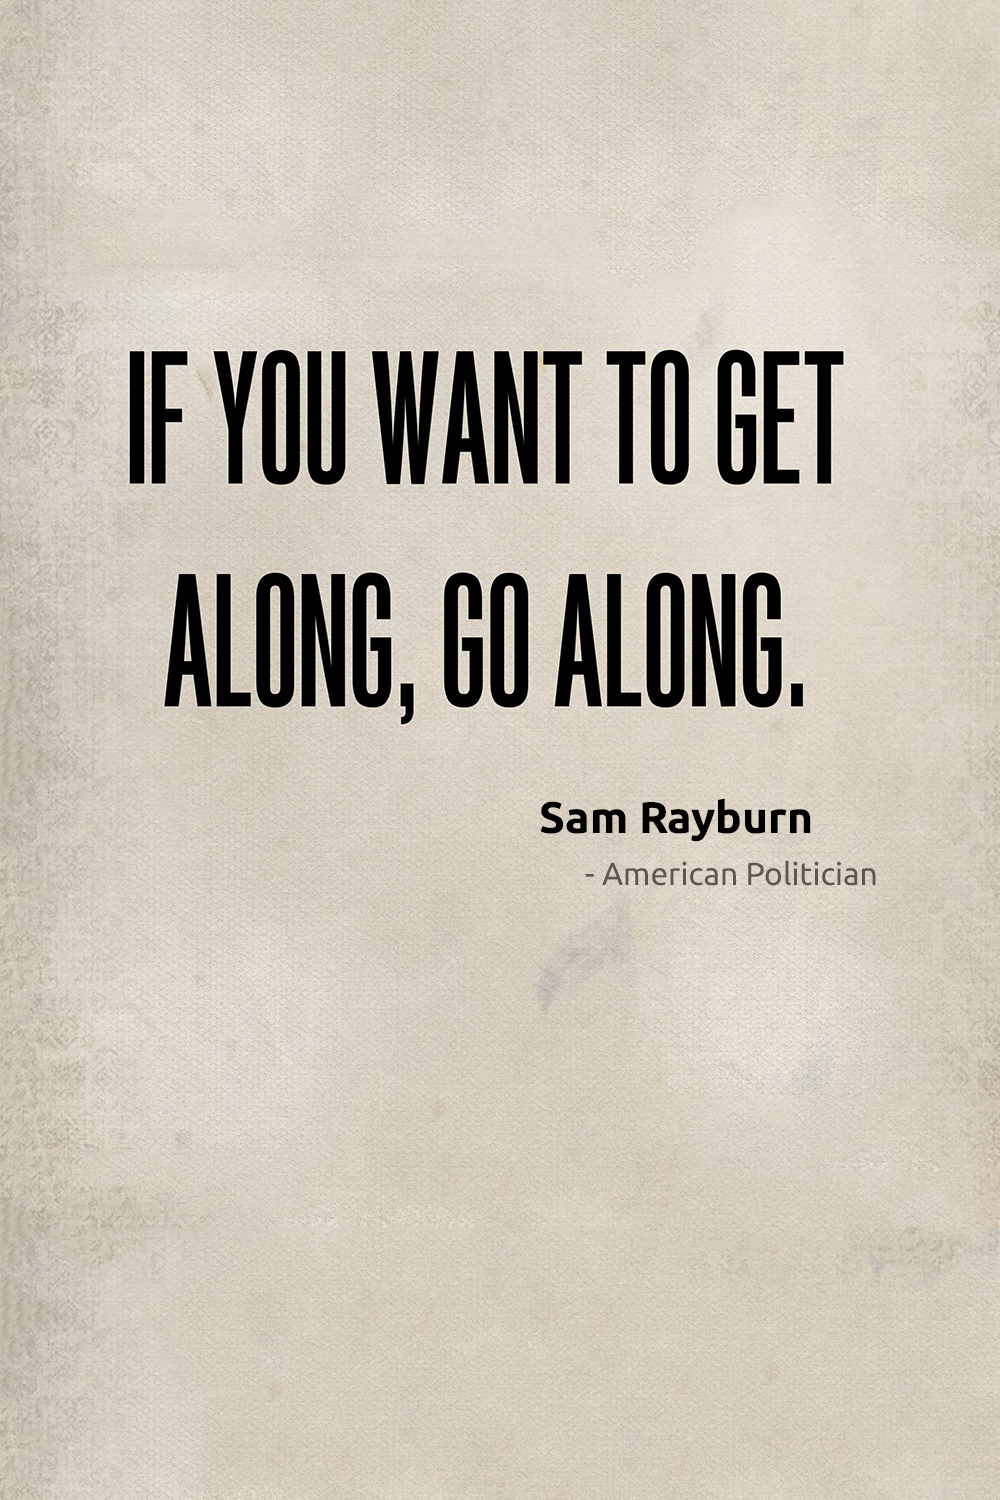 IF YOU WANT TO GET
ALONG, GO ALONG.
Sam Rayburn
- American Politician